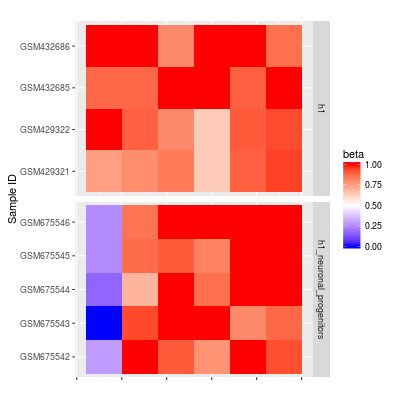 GSM432686
GSM432685
GSM429322
GSM429321
h1
GSM675546
GSM675545
GSM675544
GSM675543
GSM675542
h1_neuronal_progenitors
Sample ID
beta
1.00
0.75
0.50
0.25
0.00